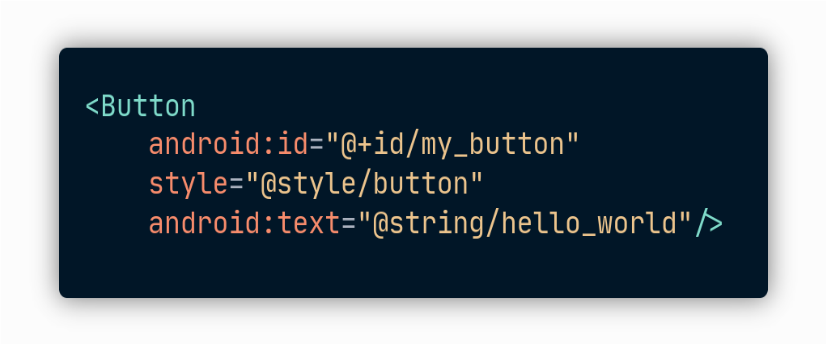 <Button
android:id="@+id/my_button"
style="@style/button"
android:text="@string/hello_world"/>